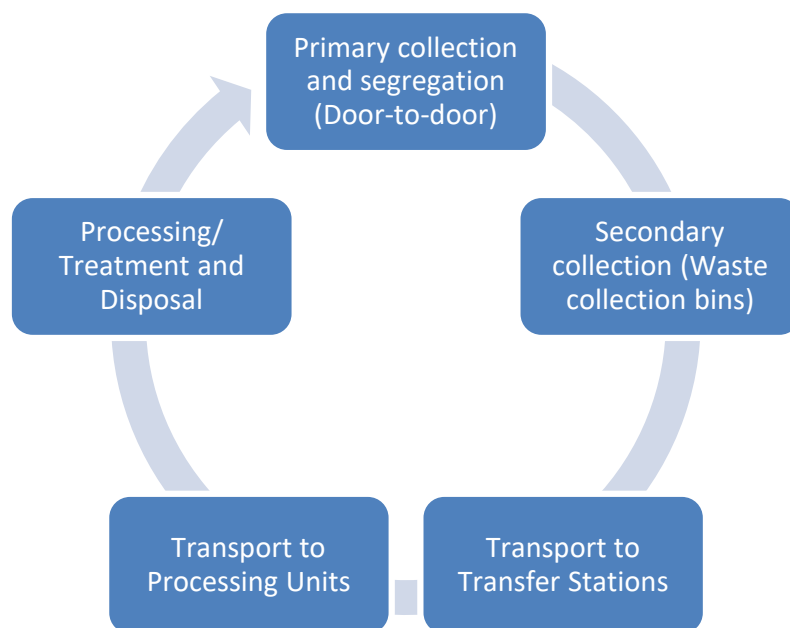 Primary collection
and segregation
(Door-to-door)
Secondary
collection (Waste
collection bins)
Transport to
Transfer Stations
Transport to
Processing Units
Processing/
Treatment and
Disposal